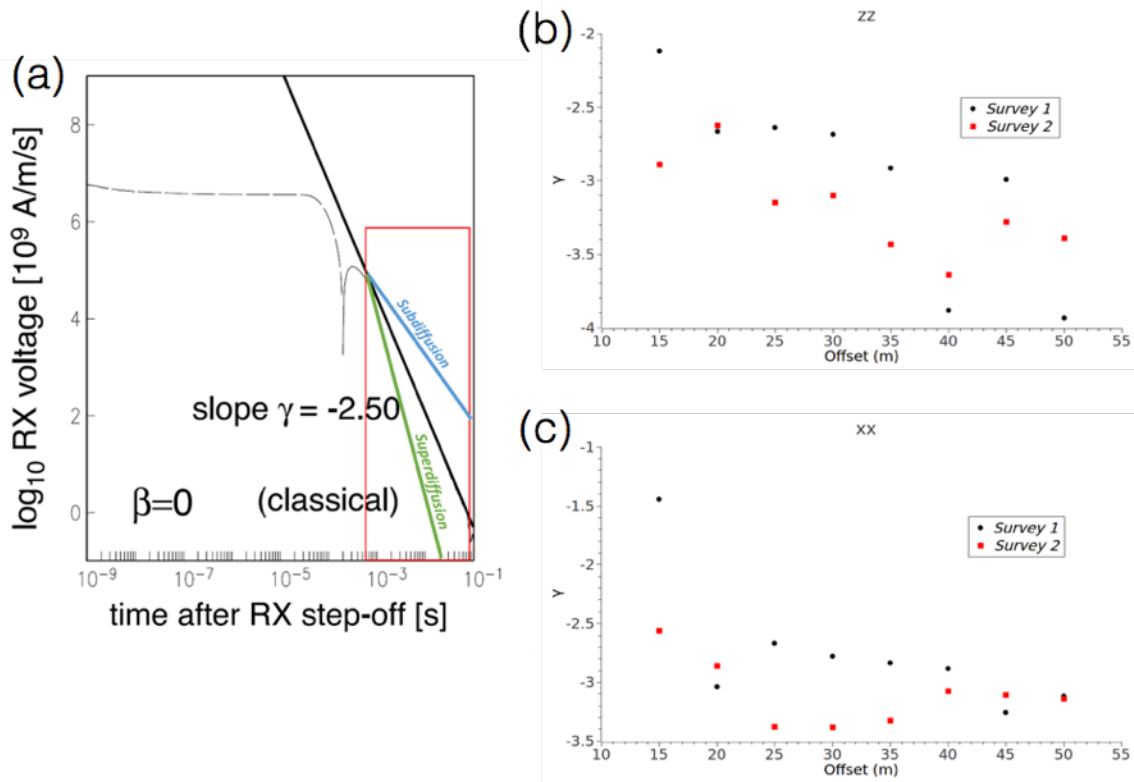 (a)
log10 RX voltage [10⁹ A/m/s]
8
6
4
2
0
Subdiffusion
Superdiffusion
slope γ = -2.50
β=0 (classical)
10⁻⁹ 10⁻⁷ 10⁻⁵ 10⁻³ 10⁻¹
time after RX step-off [s]
(b)
ZZ
-2
-2.5
-3
-3.5
-4
γ
Survey 1
Survey 2
10 15 20 25 30 35 40 45 50 55
Offset (m)
(c)
XX
-1
-1.5
-2
-2.5
-3
-3.5
γ
Survey 1
Survey 2
10 15 20 25 30 35 40 45 50 55
Offset (m)